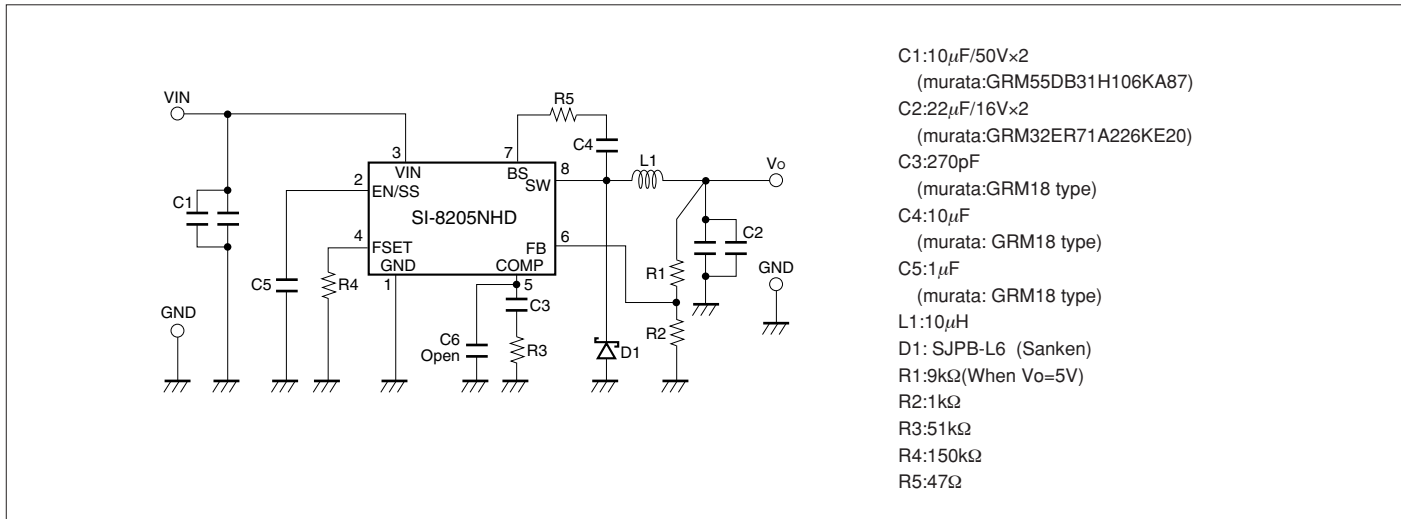 VIN
R5
C4
3
7
VIN
BS
8
L1
VO
2
EN/SS
SW
C1
SI-8205NHD
C2
4
FSET
FB
6
GND
COMP
R1
GND
C5
R4
1
5
C3
GND
R2
C6
Open
R3
D1
C1:10μF/50V×2
(murata:GRM55DB31H106KA87)
C2:22μF/16V×2
(murata:GRM32ER71A226KE20)
C3:270pF
(murata:GRM18 type)
C4:10μF
(murata: GRM18 type)
C5:1μF
(murata: GRM18 type)
L1:10μH
D1: SJPB-L6 (Sanken)
R1:9kΩ(When Vo=5V)
R2:1kΩ
R3:51kΩ
R4:150kΩ
R5:47Ω